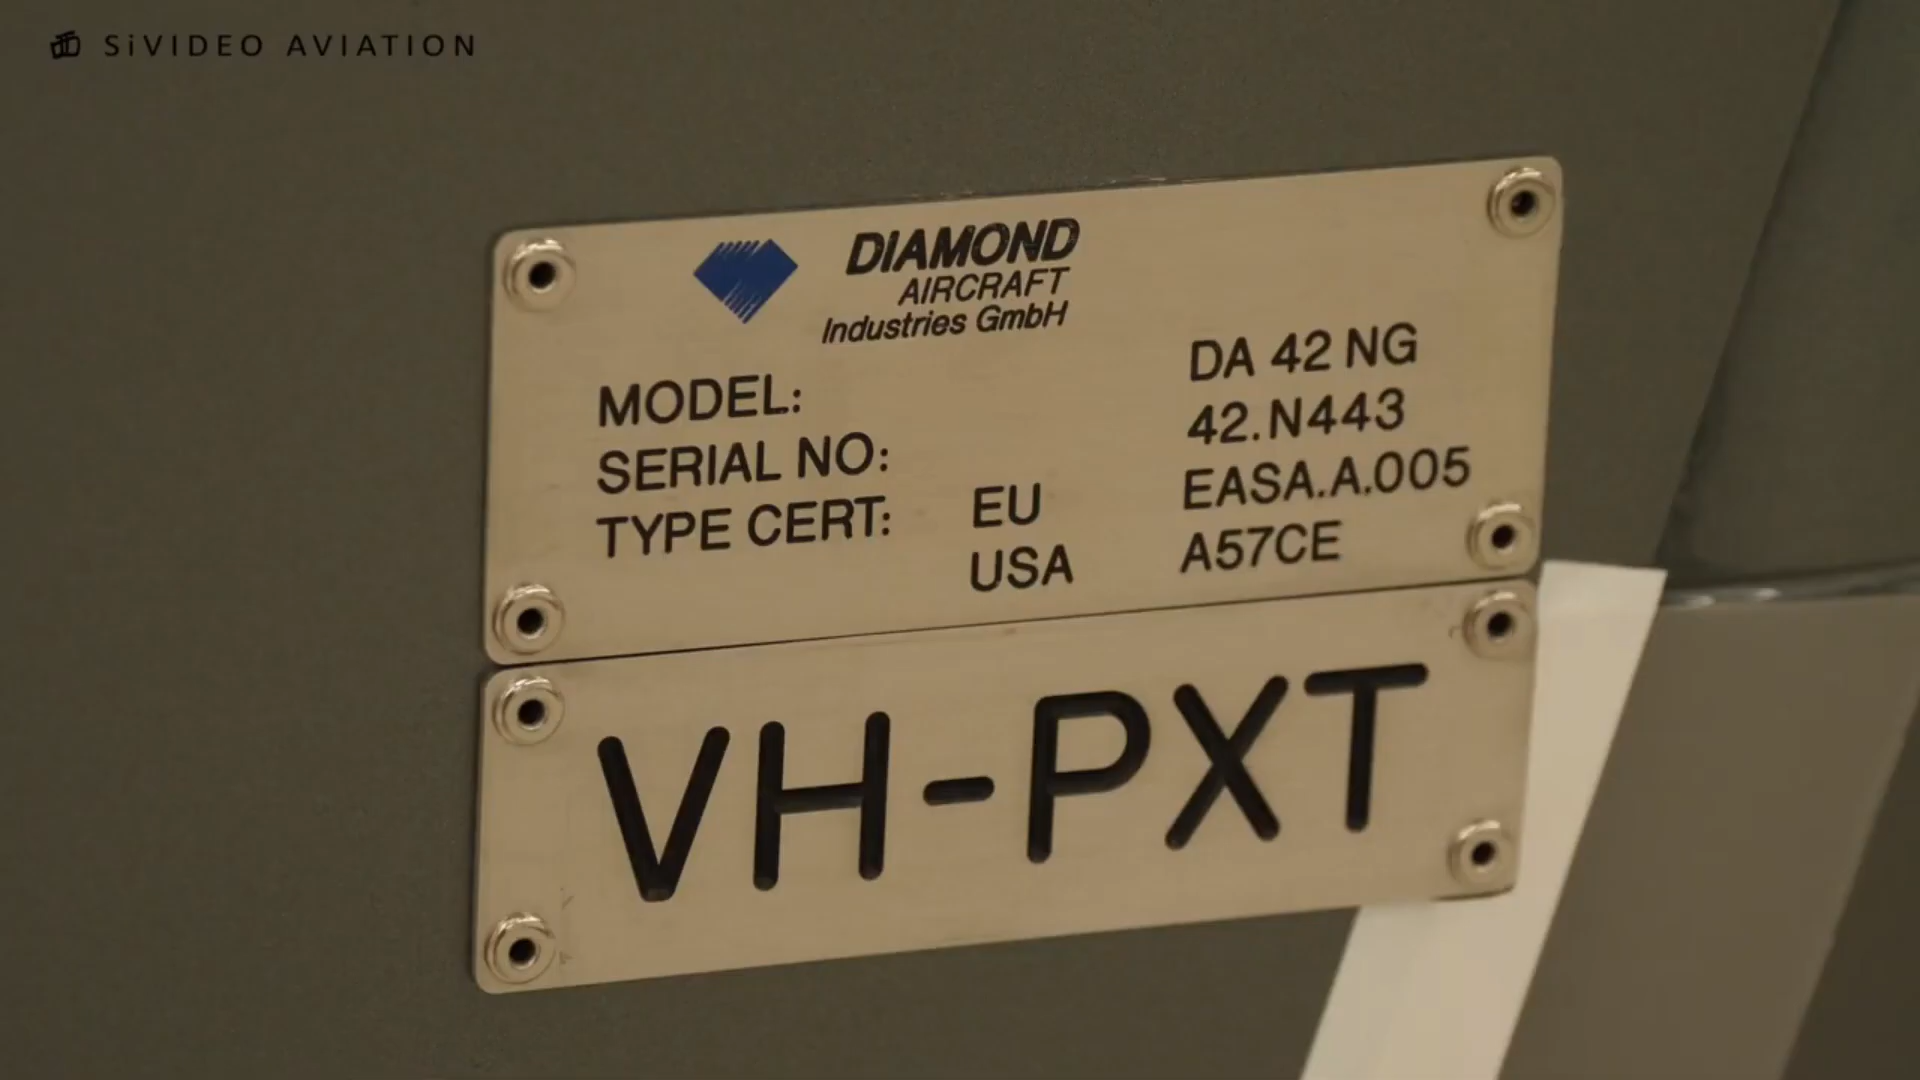 SiVIDEO AVIATION
DIAMOND
AIRCRAFT
Industries GmbH
MODEL: DA 42 NG
SERIAL NO: 42.N443
TYPE CERT: EU EASA.A.005
USA A57CE
VH-PXT